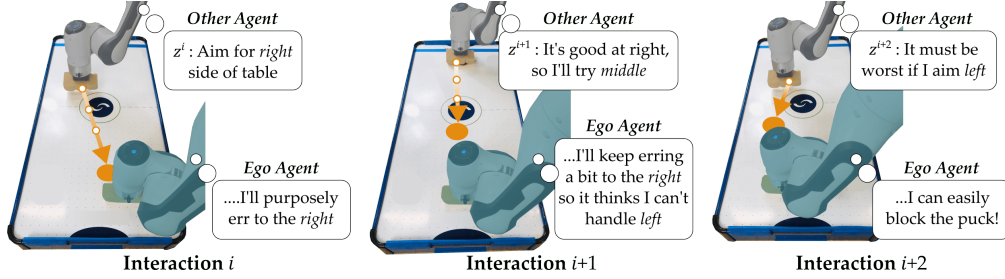 Other Agent
zⁱ : Aim for right
side of table
Ego Agent
....I'll purposely
err to the right
Interaction i
Other Agent
zⁱ⁺¹ : It's good at right,
so I'll try middle
Ego Agent
...I'll keep erring
a bit to the right
so it thinks I can't
handle left
Interaction i+1
Other Agent
zⁱ⁺² : It must be
worst if I aim left
Ego Agent
...I can easily
block the puck!
Interaction i+2